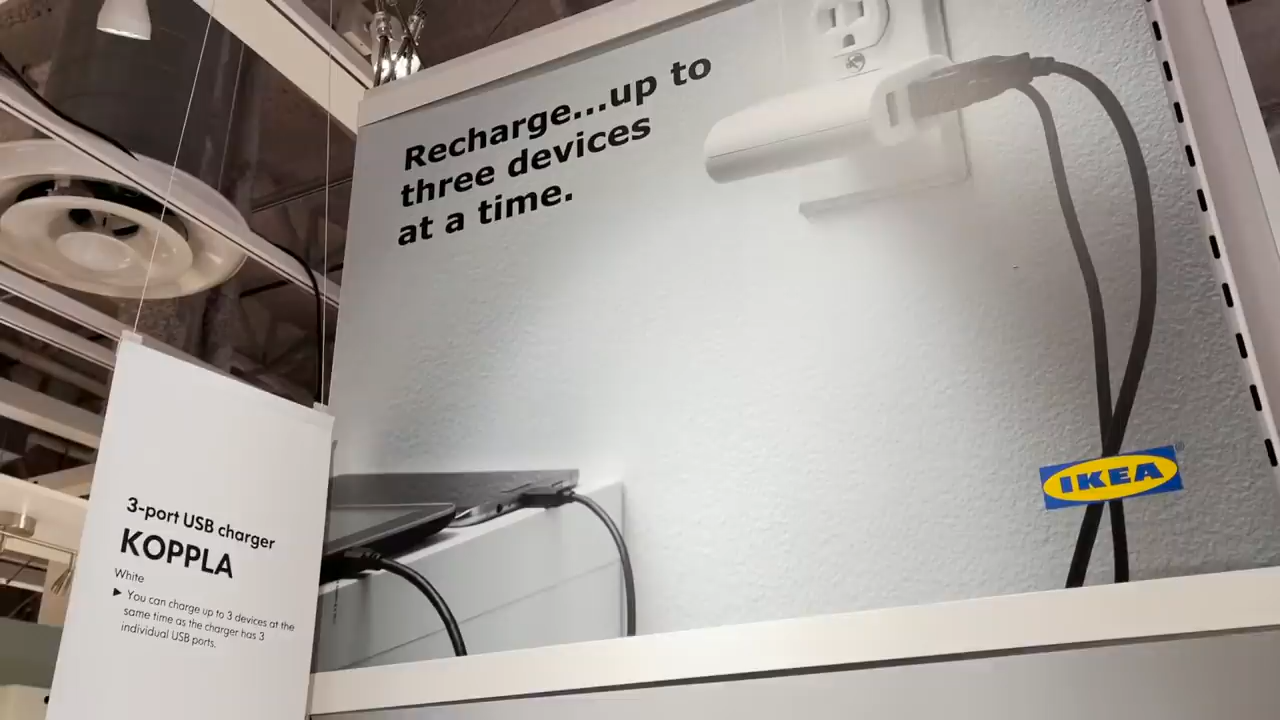 Recharge...up to
three devices
at a time.
IKEA
3-port USB charger
KOPPLA
White
► You can charge up to 3 devices at the
same time as the charger has 3
individual USB ports.